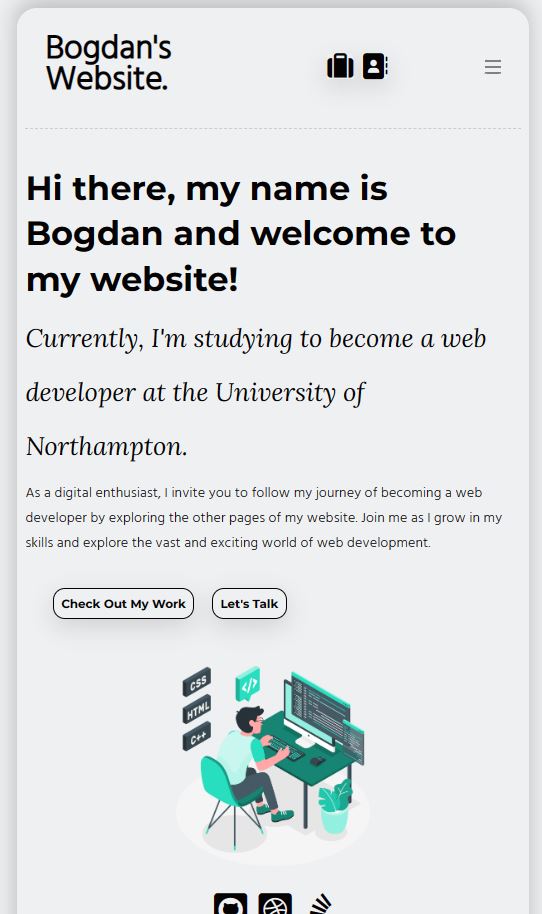 Bogdan's
Website.
Hi there, my name is
Bogdan and welcome to
my website!
Currently, I'm studying to become a web
developer at the University of
Northampton.
As a digital enthusiast, I invite you to follow my journey of becoming a web
developer by exploring the other pages of my website. Join me as I grow in my
skills and explore the vast and exciting world of web development.
Check Out My Work
Let's Talk
CSS
</>
HTML
C++